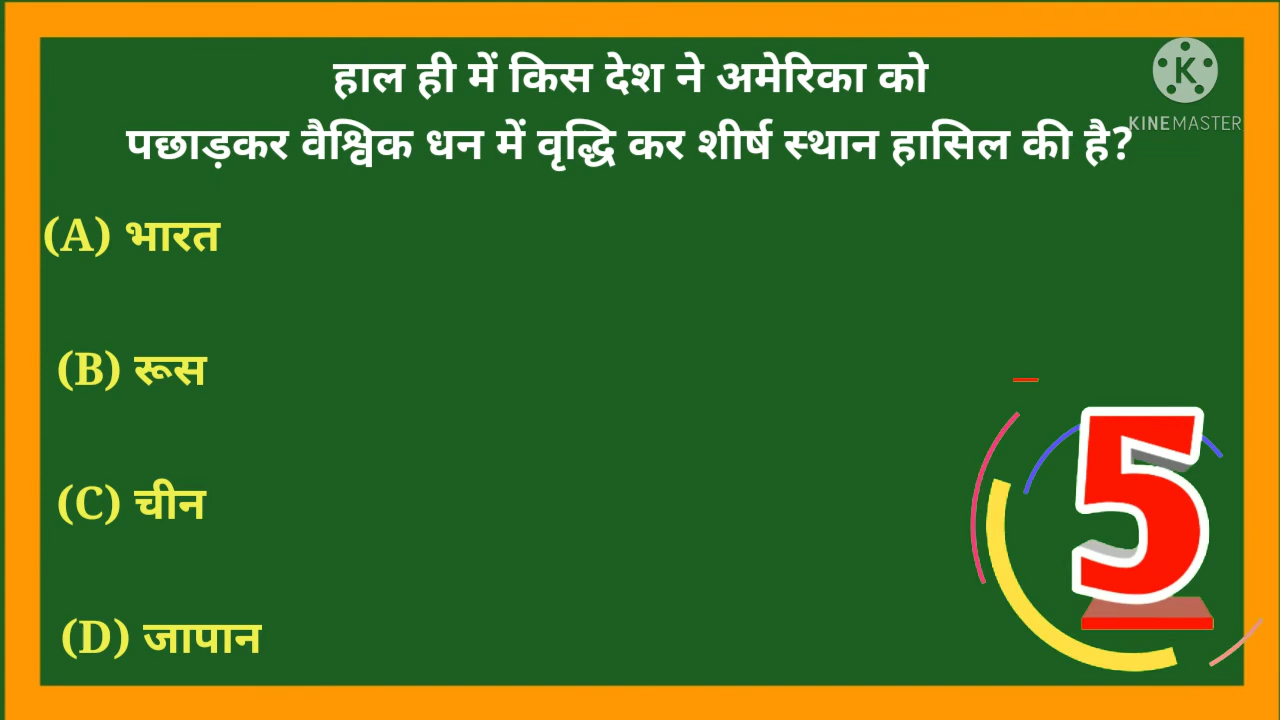 हाल ही में किस देश ने अमेरिका को
पछाड़कर वैश्विक धन में वृद्धि कर शीर्ष स्थान हासिल की है?
K
KINEMASTER
(A) भारत
(B) रूस
(C) चीन
(D) जापान
5